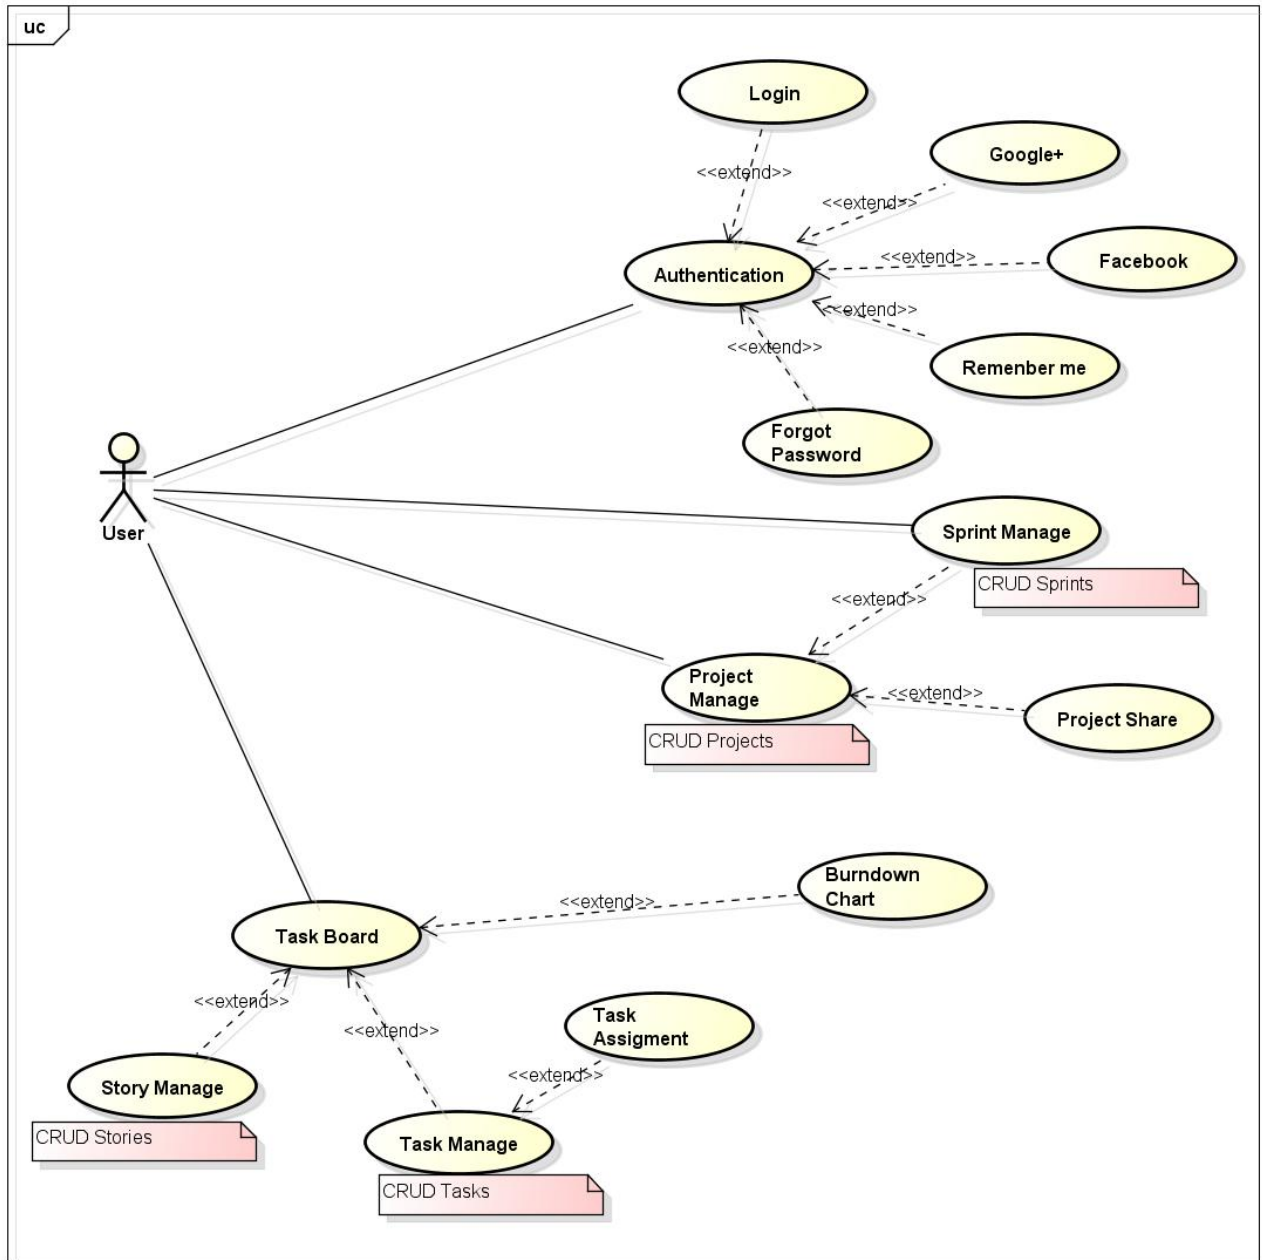 uc
Login
<<extend>>
Google+
<<extend>>
Authentication
<<extend>>
Facebook
<<extend>>
<<extend>>
Remenber me
Forgot
Password
User
Sprint Manage
CRUD Sprints
<<extend>>
Project
Manage
<<extend>>
Project Share
CRUD Projects
Burndown
Chart
<<extend>>
Task Board
<<extend>>
<<extend>>
Task
Assigment
<<extend>>
Story Manage
CRUD Stories
Task Manage
CRUD Tasks